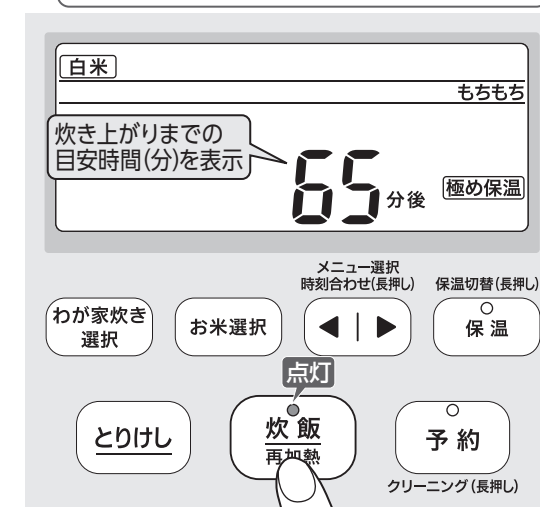 白米
もちもち
炊き上がりまでの
目安時間(分)を表示
65分後
極め保温
メニュー選択
時刻合わせ(長押し)
保温切替(長押し)
わが家炊き
選択
お米選択
保温
点灯
とりけし
炊飯
再加熱
予約
クリーニング(長押し)